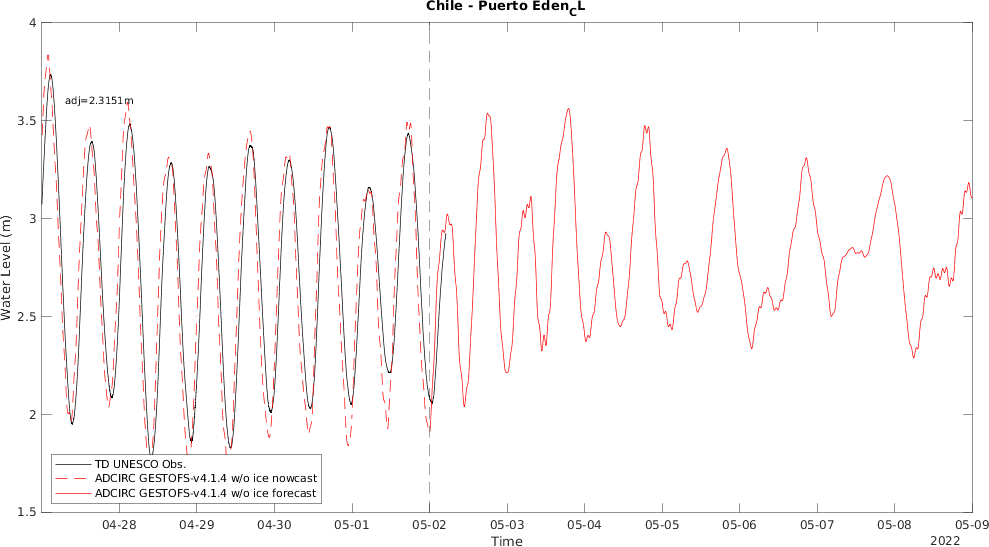 Chile - Puerto EdenCL
4
3.5
3
2.5
2
1.5
Water Level (m)
adj=2.3151m
TD UNESCO Obs.
ADCIRC GESTOFS-v4.1.4 w/o ice nowcast
ADCIRC GESTOFS-v4.1.4 w/o ice forecast
04-28 04-29 04-30 05-01 05-02 05-03 05-04 05-05 05-06 05-07 05-08 05-09
Time
2022